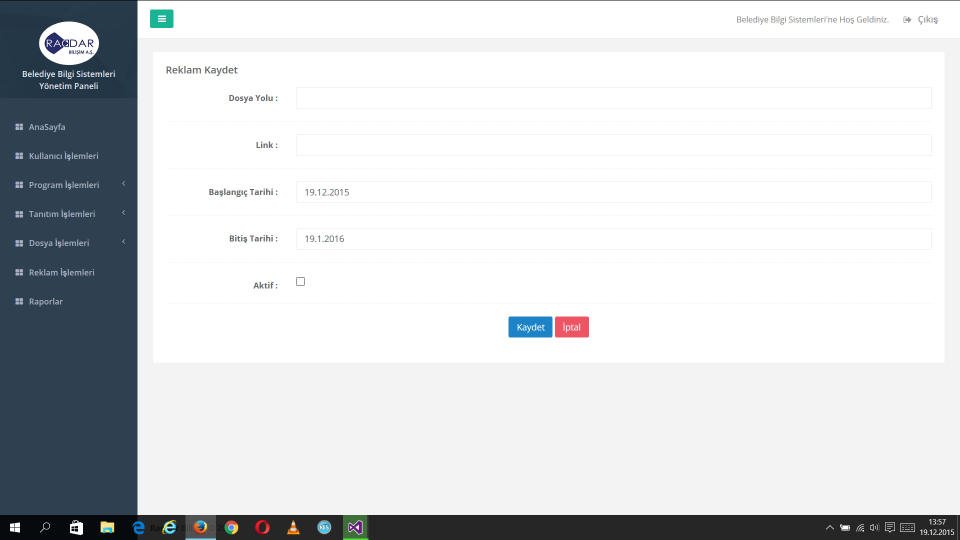 RADAR
BİLİŞİM A.Ş.
Belediye Bilgi Sistemleri
Yönetim Paneli
AnaSayfa
Kullanıcı İşlemleri
Program İşlemleri
Tanıtım İşlemleri
Dosya İşlemleri
Reklam İşlemleri
Raporlar
Belediye Bilgi Sistemleri'ne Hoş Geldiniz.
Çıkış
Reklam Kaydet
Dosya Yolu :
Link :
Başlangıç Tarihi :
19.12.2015
Bitiş Tarihi :
19.1.2016
Aktif :
Kaydet
İptal
13:57
19.12.2015